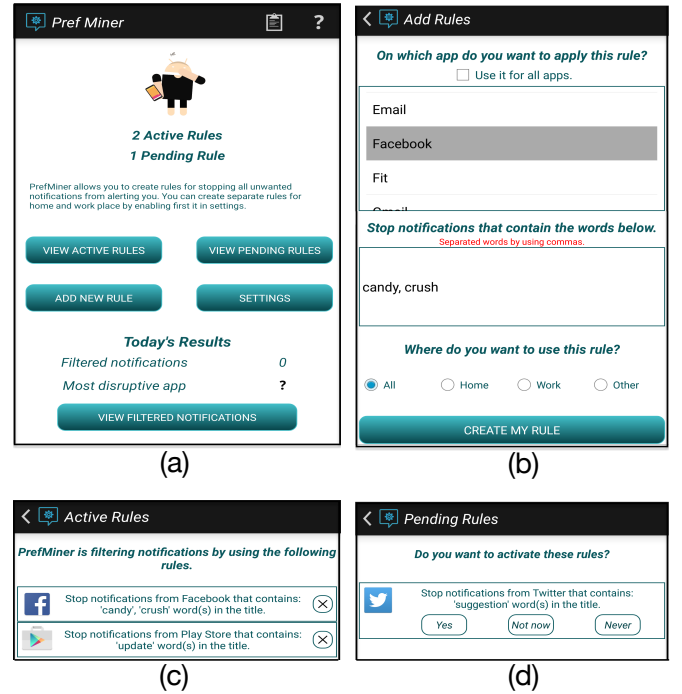 Pref Miner
?
2 Active Rules
1 Pending Rule
PrefMiner allows you to create rules for stopping all unwanted
notifications from alerting you. You can create separate rules for
home and work place by enabling first it in settings.
VIEW ACTIVE RULES
VIEW PENDING RULES
ADD NEW RULE
SETTINGS
Today's Results
Filtered notifications 0
Most disruptive app ?
VIEW FILTERED NOTIFICATIONS
(a)
Add Rules
On which app do you want to apply this rule?
Use it for all apps.
Email
Facebook
Fit
Gmail
Stop notifications that contain the words below.
Separated words by using commas.
candy, crush
Where do you want to use this rule?
All Home Work Other
CREATE MY RULE
(b)
Active Rules
PrefMiner is filtering notifications by using the following
rules.
Stop notifications from Facebook that contains:
'candy', 'crush' word(s) in the title.
Stop notifications from Play Store that contains:
'update' word(s) in the title.
(c)
Pending Rules
Do you want to activate these rules?
Stop notifications from Twitter that contains:
'suggestion' word(s) in the title.
Yes Not now Never
(d)